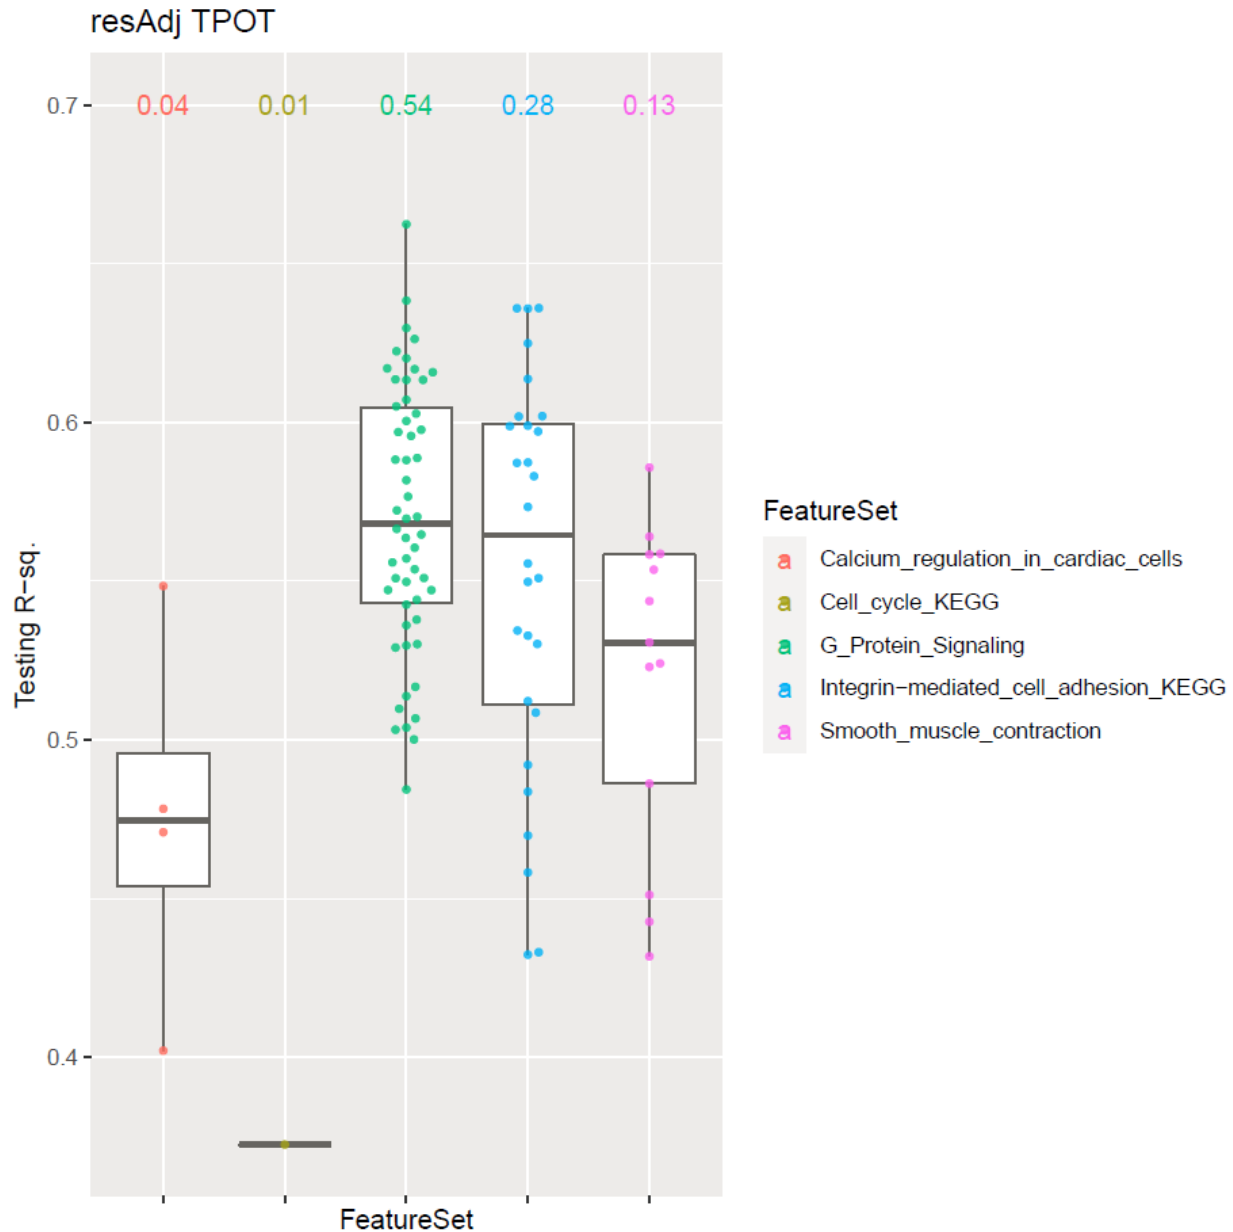 resAdj TPOT
0.04 0.01 0.54 0.28 0.13
0.7
0.6
0.5
0.4
Testing R−sq.
FeatureSet
FeatureSet
a Calcium_regulation_in_cardiac_cells
a Cell_cycle_KEGG
a G_Protein_Signaling
a Integrin−mediated_cell_adhesion_KEGG
a Smooth_muscle_contraction